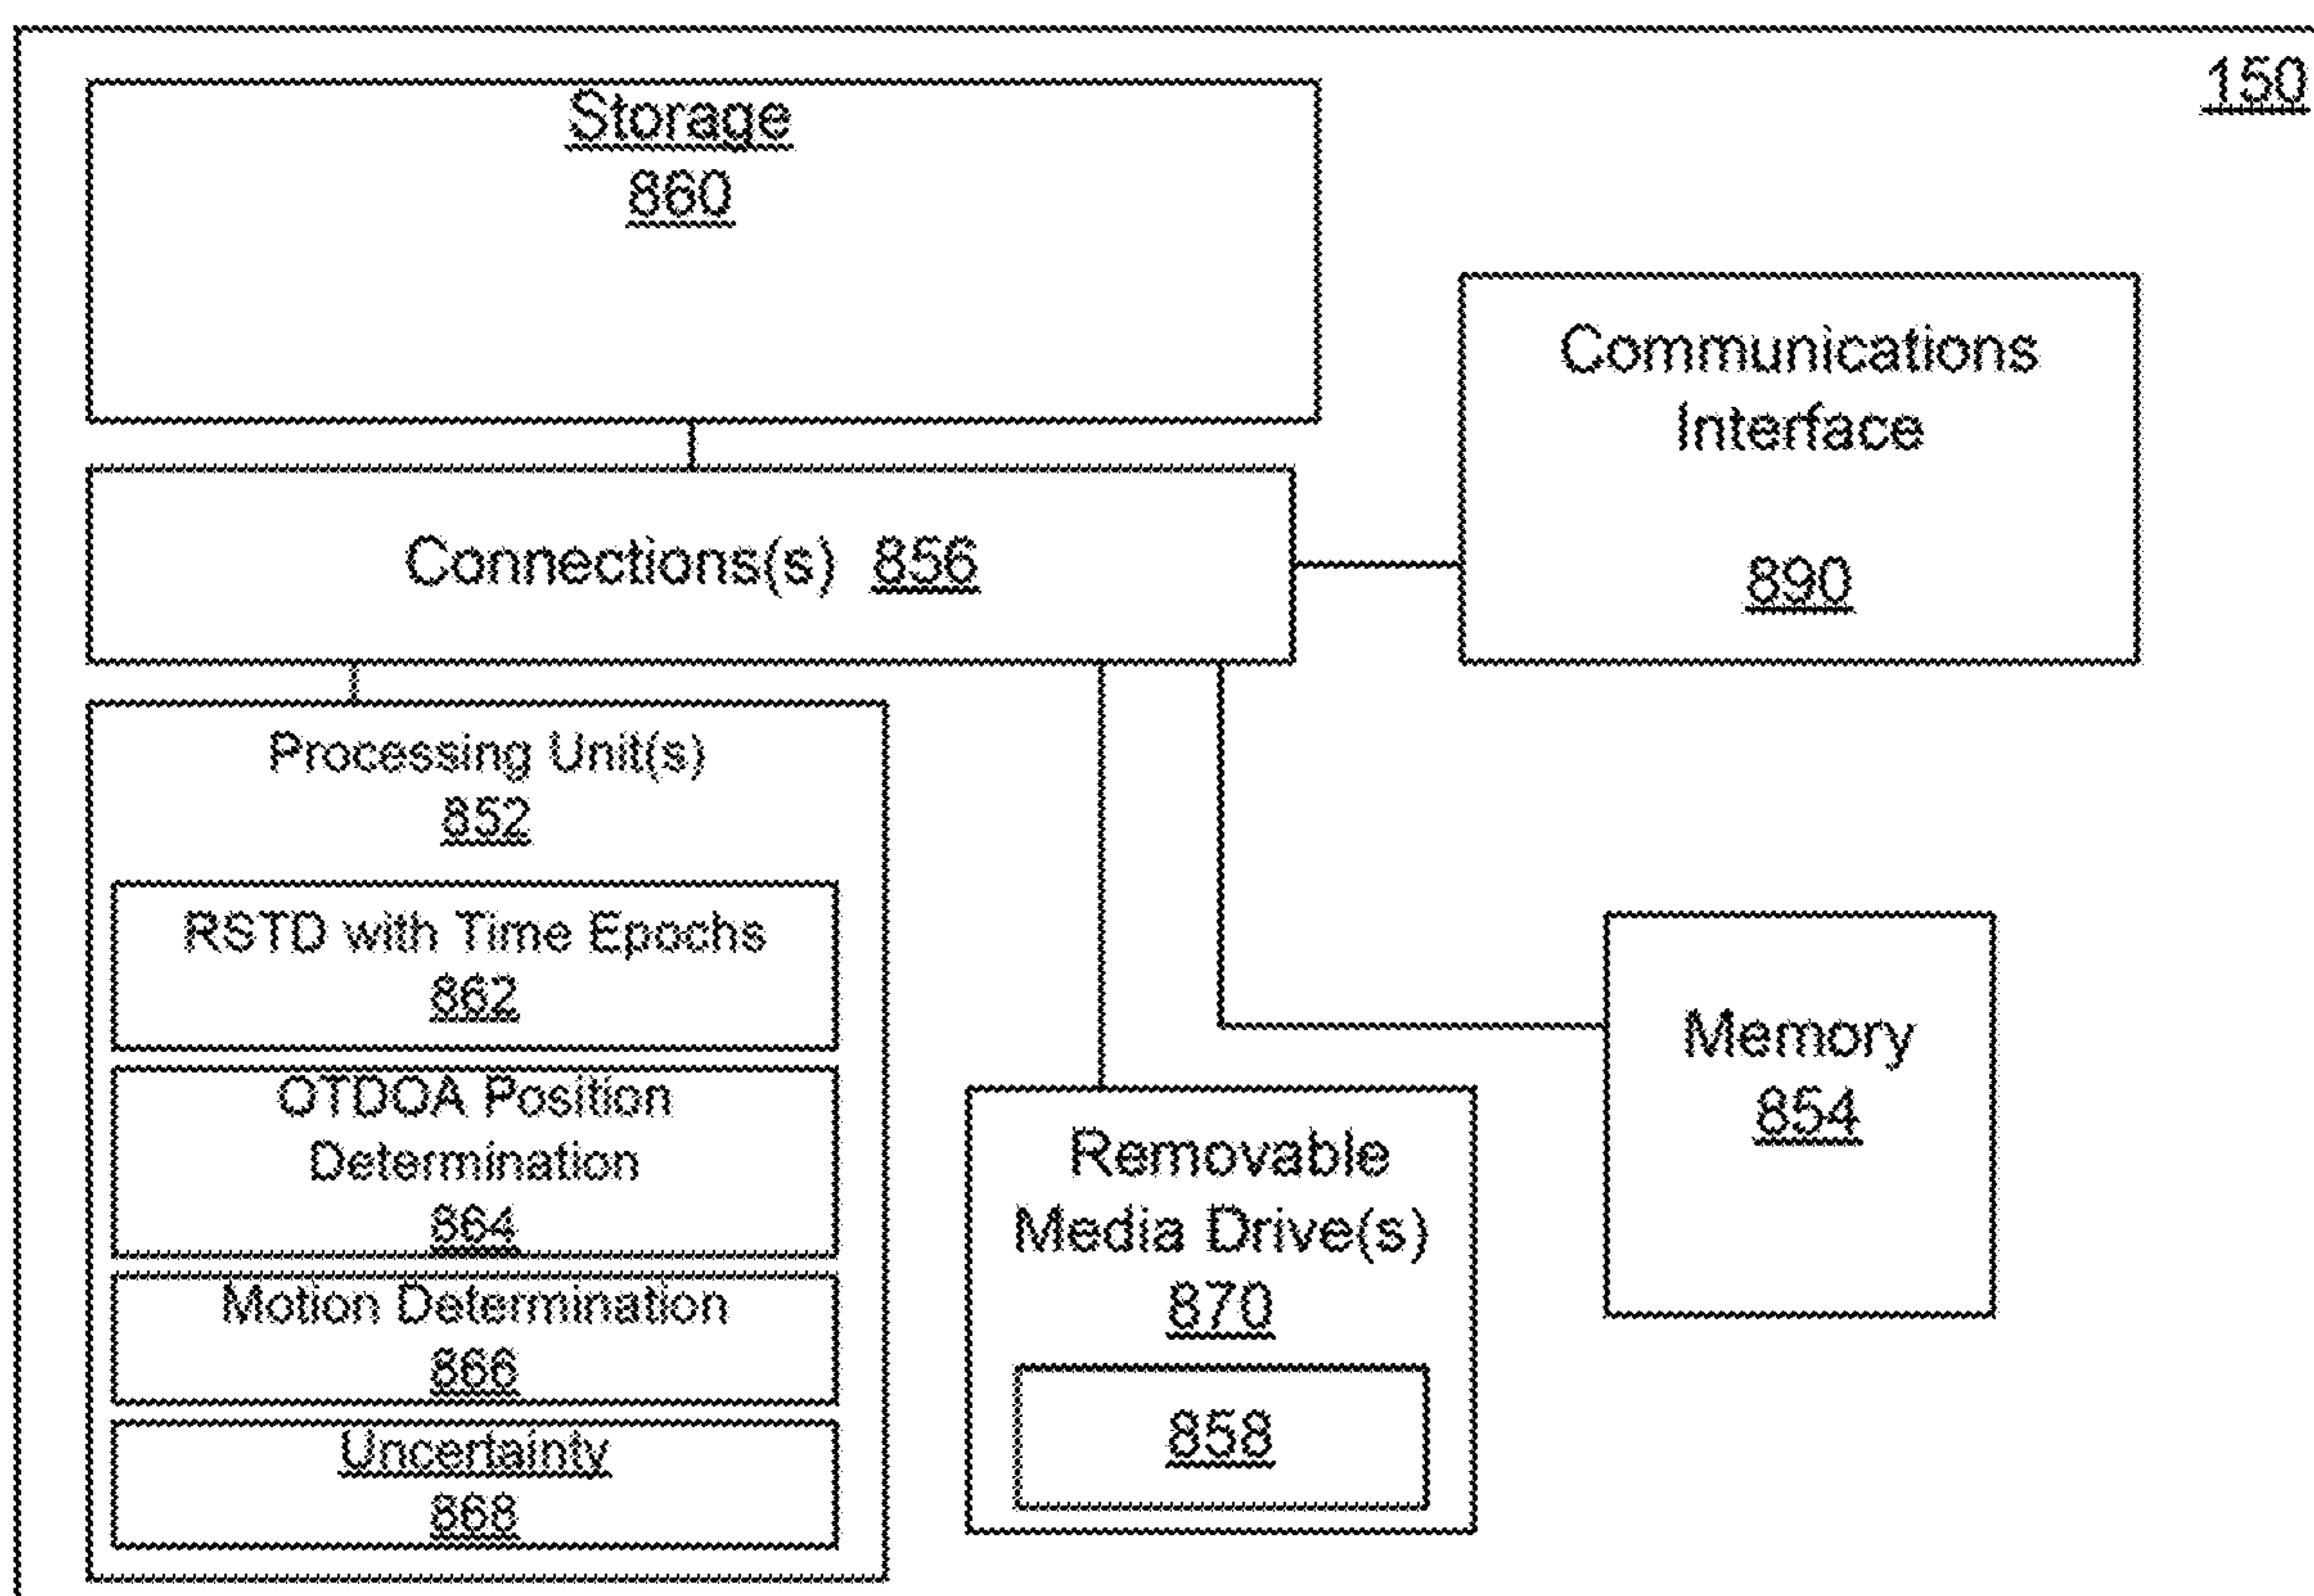 150
Storage
860
Communications
Interface
890
Connections(s) 856
Processing Unit(s)
852
RSTD with Time Epochs
862
OTDOA Position
Determination
864
Motion Determination
866
Uncertainty
868
Removable
Media Drive(s)
870
858
Memory
854